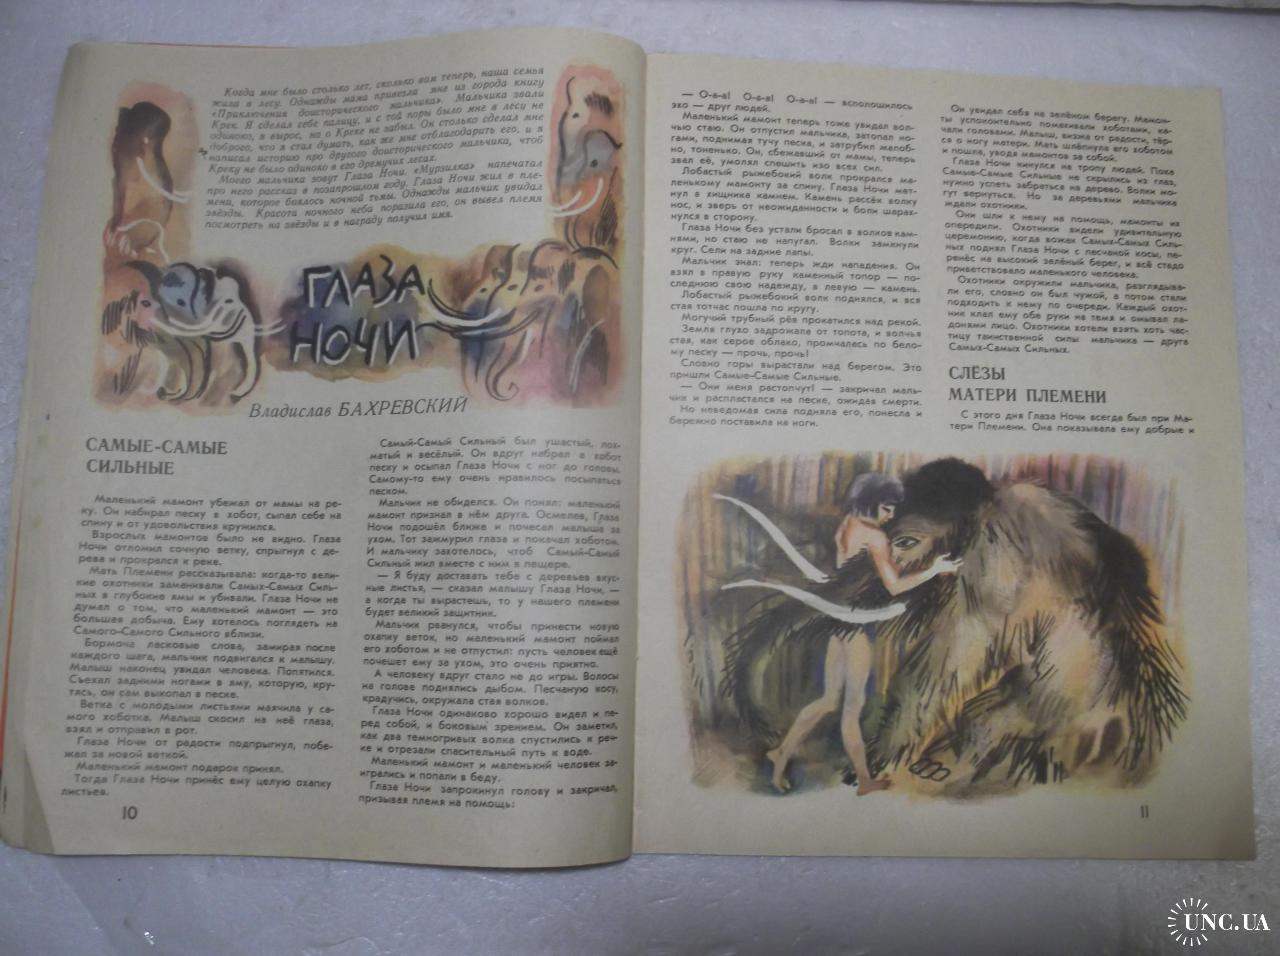 Когда мне было столько лет, сколько вам теперь, наша семья
жила в лесу. Однажды мама привезла мне из города книгу
«Приключения доисторического мальчика». Мальчика звали
Крек. Я сделал себе палицу, и с той поры было мне в лесу не
одиноко, я вырос, но о Креке не забыл. Он столько сделал мне
доброго, что я стал думать, как же мне отблагодарить его, и я
написал историю про другого доисторического мальчика, чтоб
Креку не было одиноко в его дремучих лесах.
Моего мальчика зовут Глаза Ночи. «Мурзилка» напечатал
про него рассказ в позапрошлом году. Глаза Ночи жил в пле-
мени, которое боялось ночной тьмы. Однажды мальчик увидал
звёзды. Красота ночного неба поразила его, он вывел племя
посмотреть на звёзды и в награду получил имя.
ГЛАЗА
НОЧИ
Владислав БАХРЕВСКИЙ
САМЫЕ-САМЫЕ
СИЛЬНЫЕ
Маленький мамонт убежал от мамы на ре-
ку. Он набирал песку в хобот, сыпал себе на
спину и от удовольствия кружился.
Взрослых мамонтов было не видно. Глаза
Ночи отломил сочную ветку, спрыгнул с де-
рева и прокрался к реке.
Мать Племени рассказывала: когда-то вели-
кие охотники заманивали Самых-Самых Силь-
ных в глубокие ямы и убивали. Глаза Ночи не
думал о том, что маленький мамонт — это
большая добыча. Ему хотелось поглядеть на
Самого-Самого Сильного вблизи.
Бормоча ласковые слова, замирая после
каждого шага, мальчик подвигался к малышу.
Малыш наконец увидал человека. Попятился.
Съехал задними ногами в яму, которую, кру-
тясь, он сам выкопал в песке.
Ветка с молодыми листьями маячила у са-
мого хоботка. Малыш скосил на неё глаза,
взял и отправил в рот.
Глаза Ночи от радости подпрыгнул, побе-
жал за новой веткой.
Маленький мамонт подарок принял.
Тогда Глаза Ночи принёс ему целую охапку
листьев.
Самый-Самый Сильный был ушастый, лох-
матый и весёлый. Он вдруг набрал в хобот
песку и осыпал Глаза Ночи с ног до головы.
Самому-то ему очень нравилось посыпаться
песком.
Мальчик не обиделся. Он понял: маленький
мамонт признал в нём друга. Осмелев, Глаза
Ночи подошёл ближе и почесал малыша за
ухом. Тот зажмурил глаза и покачал хоботом.
И мальчику захотелось, чтоб Самый-Самый
Сильный жил вместе с ним в пещере.
— Я буду доставать тебе с деревьев вкус-
ные листья, — сказал малышу Глаза Ночи, —
а когда ты вырастешь, то у нашего племени
будет великий защитник.
Мальчик рванулся, чтобы принести новую
охапку веток, но маленький мамонт поймал
его хоботом и не отпустил: пусть человек ещё
почешет ему за ухом, это очень приятно.
А человеку вдруг стало не до игры. Волосы
на голове поднялись дыбом. Песчаную косу,
крадучись, окружала стая волков.
Глаза Ночи одинаково хорошо видел и пе-
ред собой, и боковым зрением. Он заметил,
как два темногривых волка спустились к реч-
ке и отрезали спасительный путь к воде.
Маленький мамонт и маленький человек за-
игрались и попали в беду.
Глаза Ночи запрокинул голову и закричал,
призывая племя на помощь:
10
— О-а-а! О-а-а! О-а-а! — всполошилось
эхо — друг людей.
Маленький мамонт теперь тоже увидал вол-
чью стаю. Он отпустил мальчика, затопал но-
гами, поднимая тучу песка, и затрубил жалоб-
но, тоненько. Он, сбежавший от мамы, теперь
звал её, умолял спешить изо всех сил.
Лобастый рыжебокий волк прокрался ма-
ленькому мамонту за спину. Глаза Ночи мет-
нул в хищника камнем. Камень рассёк волку
нос, и зверь от неожиданности и боли шарах-
нулся в сторону.
Глаза Ночи без устали бросал в волков кам-
нями, но стаю не напугал. Волки замкнули
круг. Сели на задние лапы.
Мальчик знал: теперь жди нападения. Он
взял в правую руку каменный топор — по-
следнюю свою надежду, в левую — камень.
Лобастый рыжебокий волк поднялся, и вся
стая тотчас пошла по кругу.
Могучий трубный рёв прокатился над рекой.
Земля глухо задрожала от топота, и волчья
стая, как серое облако, промчалась по бело-
му песку — прочь, прочь!
Словно горы вырастали над берегом. Это
пришли Самые-Самые Сильные.
— Они меня растопчут! — закричал маль-
чик и распластался на песке, ожидая смерти.
Но неведомая сила подняла его, понесла и
бережно поставила на ноги.
Он увидал себя на зелёном берегу. Мамон-
ты успокоительно помахивали хоботами, ка-
чали головами. Малыш, визжа от радости, тёр-
ся о ногу матери. Мать шлёпнула его хоботом
и пошла, уводя мамонтов за собой.
Глаза Ночи кинулся на тропу людей. Пока
Самые-Самые Сильные не скрылись из глаз,
нужно успеть забраться на дерево. Волки мо-
гут вернуться. Но за деревьями мальчика
ждали охотники.
Они шли к нему на помощь, мамонты их
опередили. Охотники видели удивительную
церемонию, когда вожак Самых-Самых Силь-
ных поднял Глаза Ночи с песчаной косы, пе-
ренёс на высокий зелёный берег, и всё стадо
приветствовало маленького человека.
Охотники окружили мальчика, разглядыва-
ли его, словно он был чужой, а потом стали
подходить к нему по очереди. Каждый охот-
ник клал ему обе руки на темя и омывал ла-
донями лицо. Охотники хотели взять хоть час-
тицу таинственной силы мальчика — друга
Самых-Самых Сильных.
СЛЁЗЫ
МАТЕРИ ПЛЕМЕНИ
С этого дня Глаза Ночи всегда был при Ма-
тери Племени. Она показывала ему добрые и
11
UNC.UA